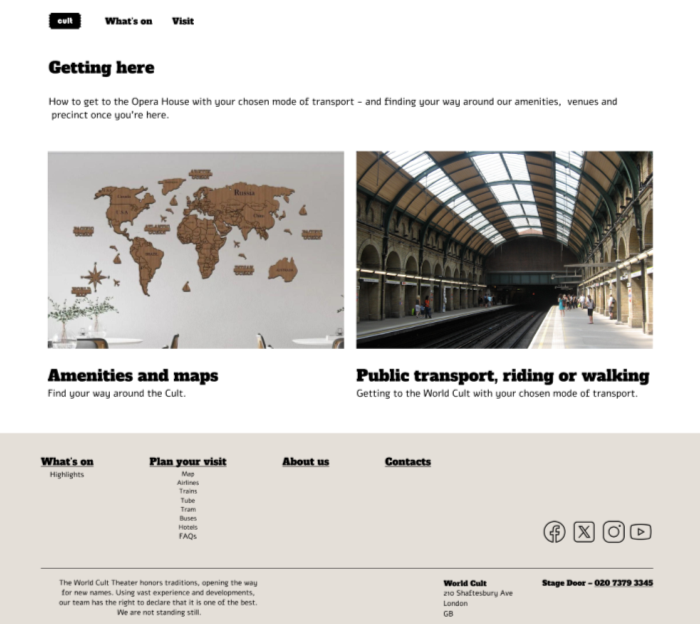 cult
What's on
Visit
Getting here
How to get to the Opera House with your chosen mode of transport – and finding your way around our amenities, venues and
precinct once you're here.
Russia
Amenities and maps
Find your way around the Cult.
Public transport, riding or walking
Getting to the World Cult with your chosen mode of transport.
What's on
Highlights
Plan your visit
Map
Airlines
Trains
Tube
Tram
Buses
Hotels
FAQs
About us
Contacts
The World Cult Theater honors traditions, opening the way
for new names. Using vast experience and developments,
our team has the right to declare that it is one of the best.
We are not standing still.
World Cult
210 Shaftesbury Ave
London
GB
Stage Door – 020 7379 3345